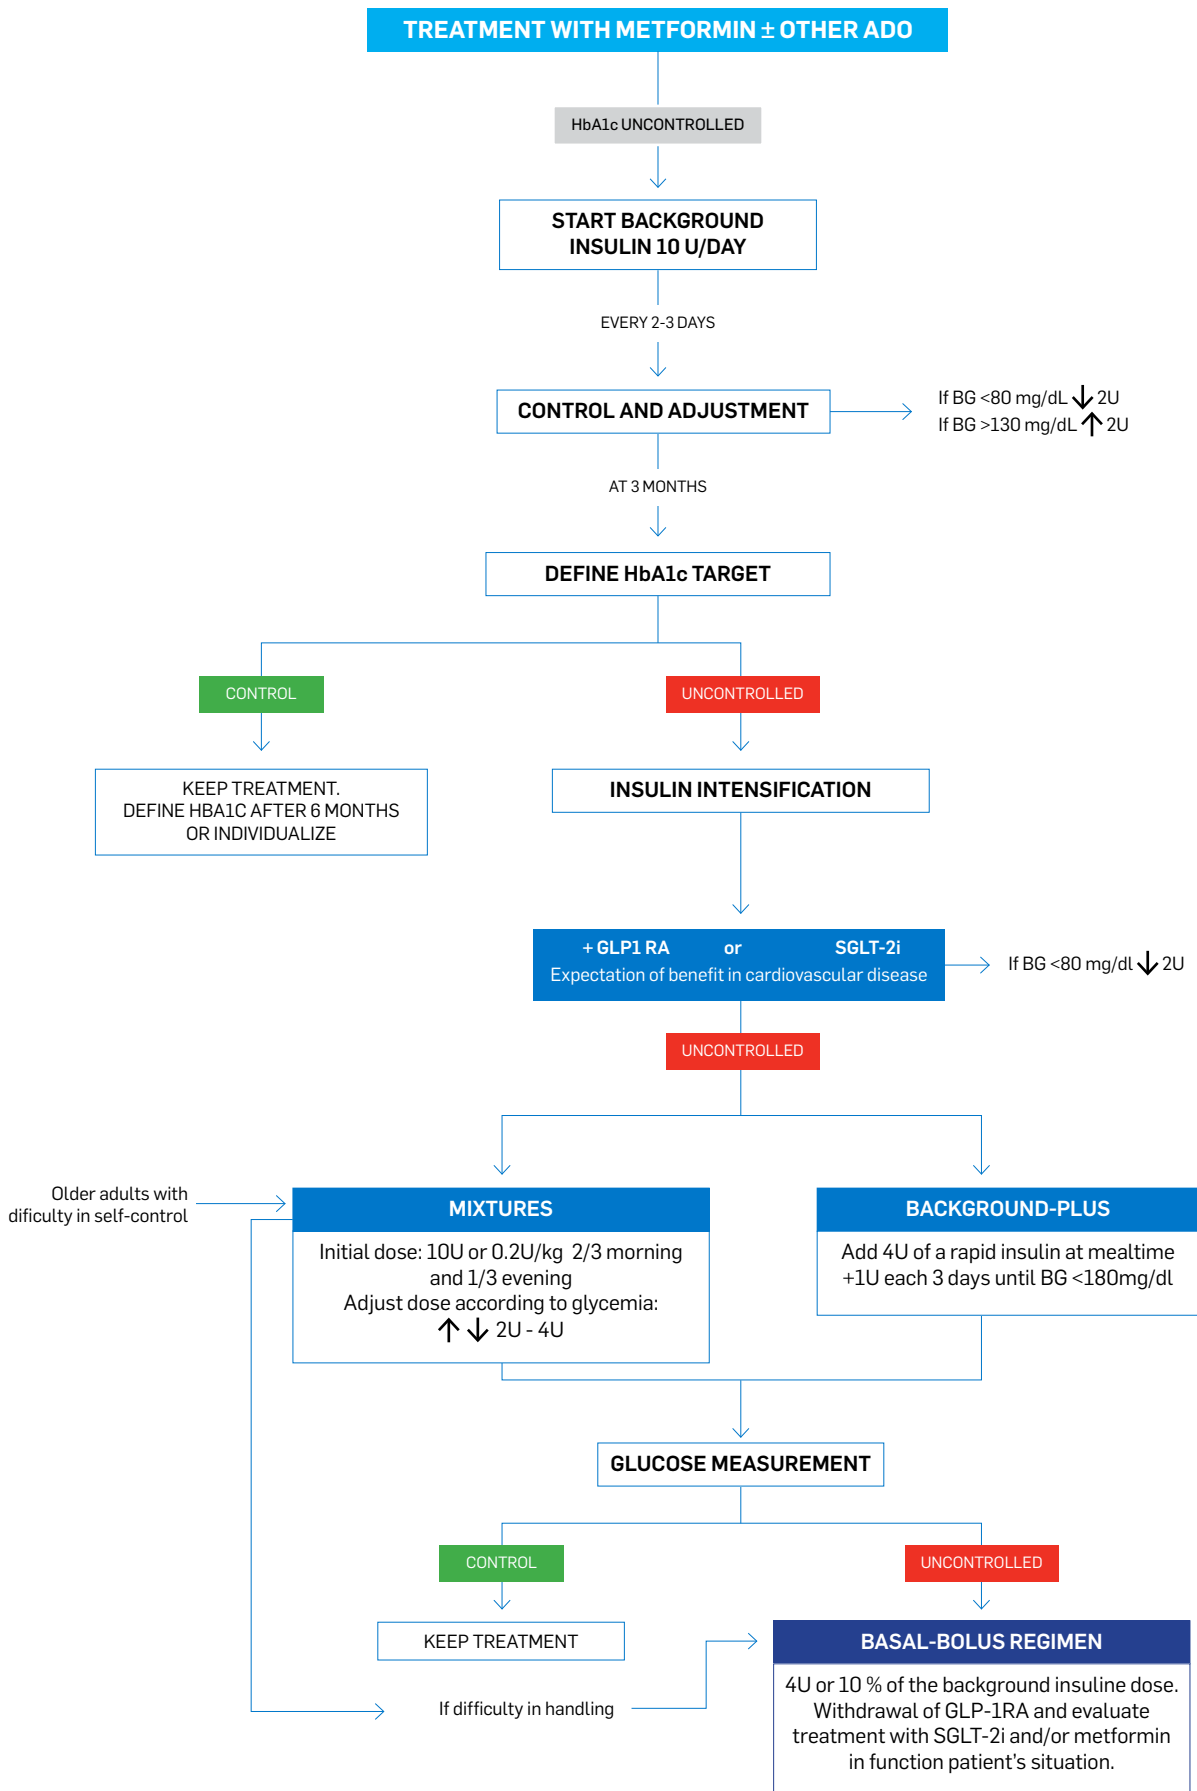 TREATMENT WITH METFORMIN ± OTHER ADO
HbA1c UNCONTROLLED
START BACKGROUND
INSULIN 10 U/DAY
EVERY 2-3 DAYS
CONTROL AND ADJUSTMENT
If BG <80 mg/dL ↓ 2U
If BG >130 mg/dL ↑ 2U
AT 3 MONTHS
DEFINE HbA1c TARGET
CONTROL
UNCONTROLLED
KEEP TREATMENT.
DEFINE HBA1C AFTER 6 MONTHS
OR INDIVIDUALIZE
INSULIN INTENSIFICATION
+ GLP1 RA or SGLT-2i
Expectation of benefit in cardiovascular disease
If BG <80 mg/dl ↓ 2U
UNCONTROLLED
Older adults with
dificulty in self-control
MIXTURES
Initial dose: 10U or 0.2U/kg 2/3 morning
and 1/3 evening
Adjust dose according to glycemia:
↑ ↓ 2U - 4U
BACKGROUND-PLUS
Add 4U of a rapid insulin at mealtime
+1U each 3 days until BG <180mg/dl
GLUCOSE MEASUREMENT
CONTROL
UNCONTROLLED
KEEP TREATMENT
If difficulty in handling
BASAL-BOLUS REGIMEN
4U or 10 % of the background insuline dose.
Withdrawal of GLP-1RA and evaluate
treatment with SGLT-2i and/or metformin
in function patient's situation.